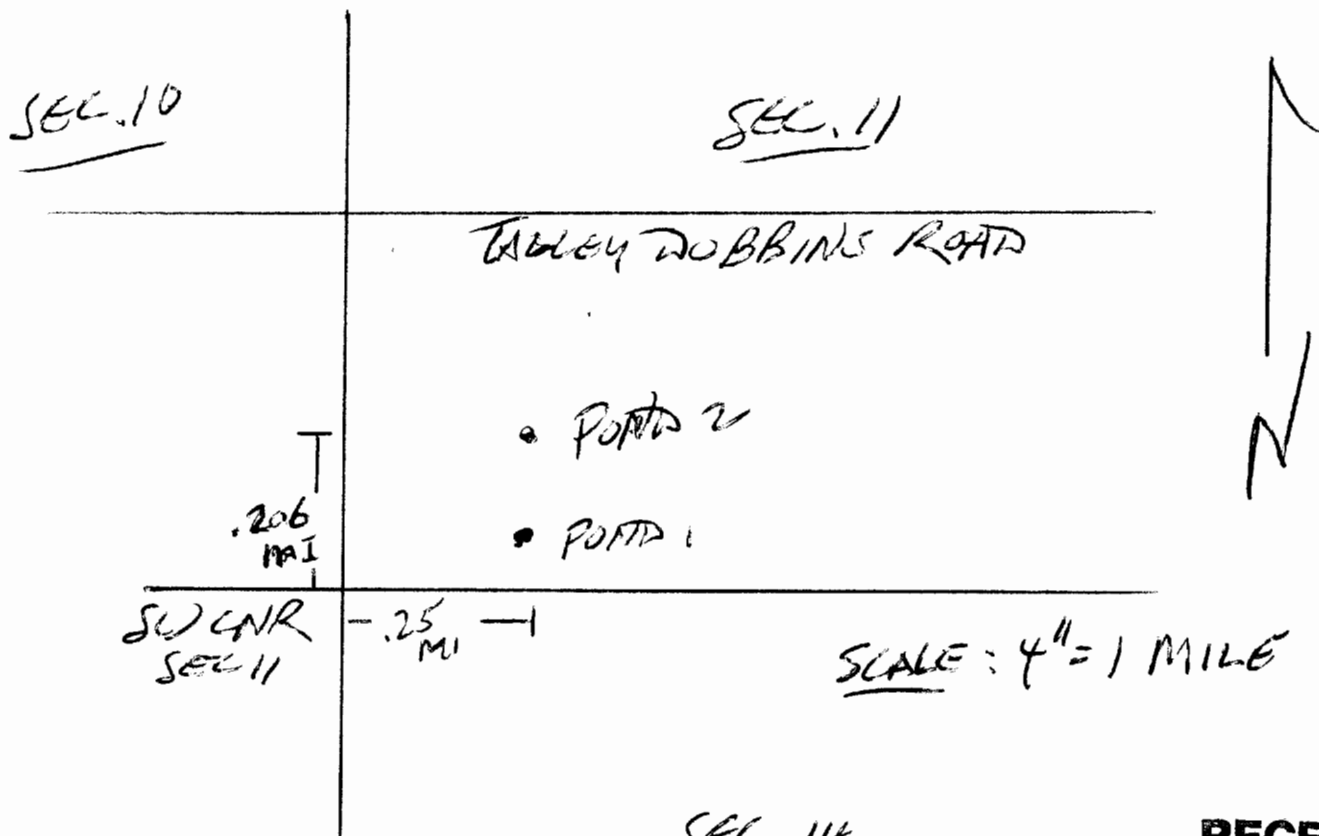 SEC. 10
SEC. 11
DOBBINS ROAD
• POND 2
• POND 1
.206
MI
SW CNR
SEC 11
.25
MI
SCALE: 4"=1 MILE
N